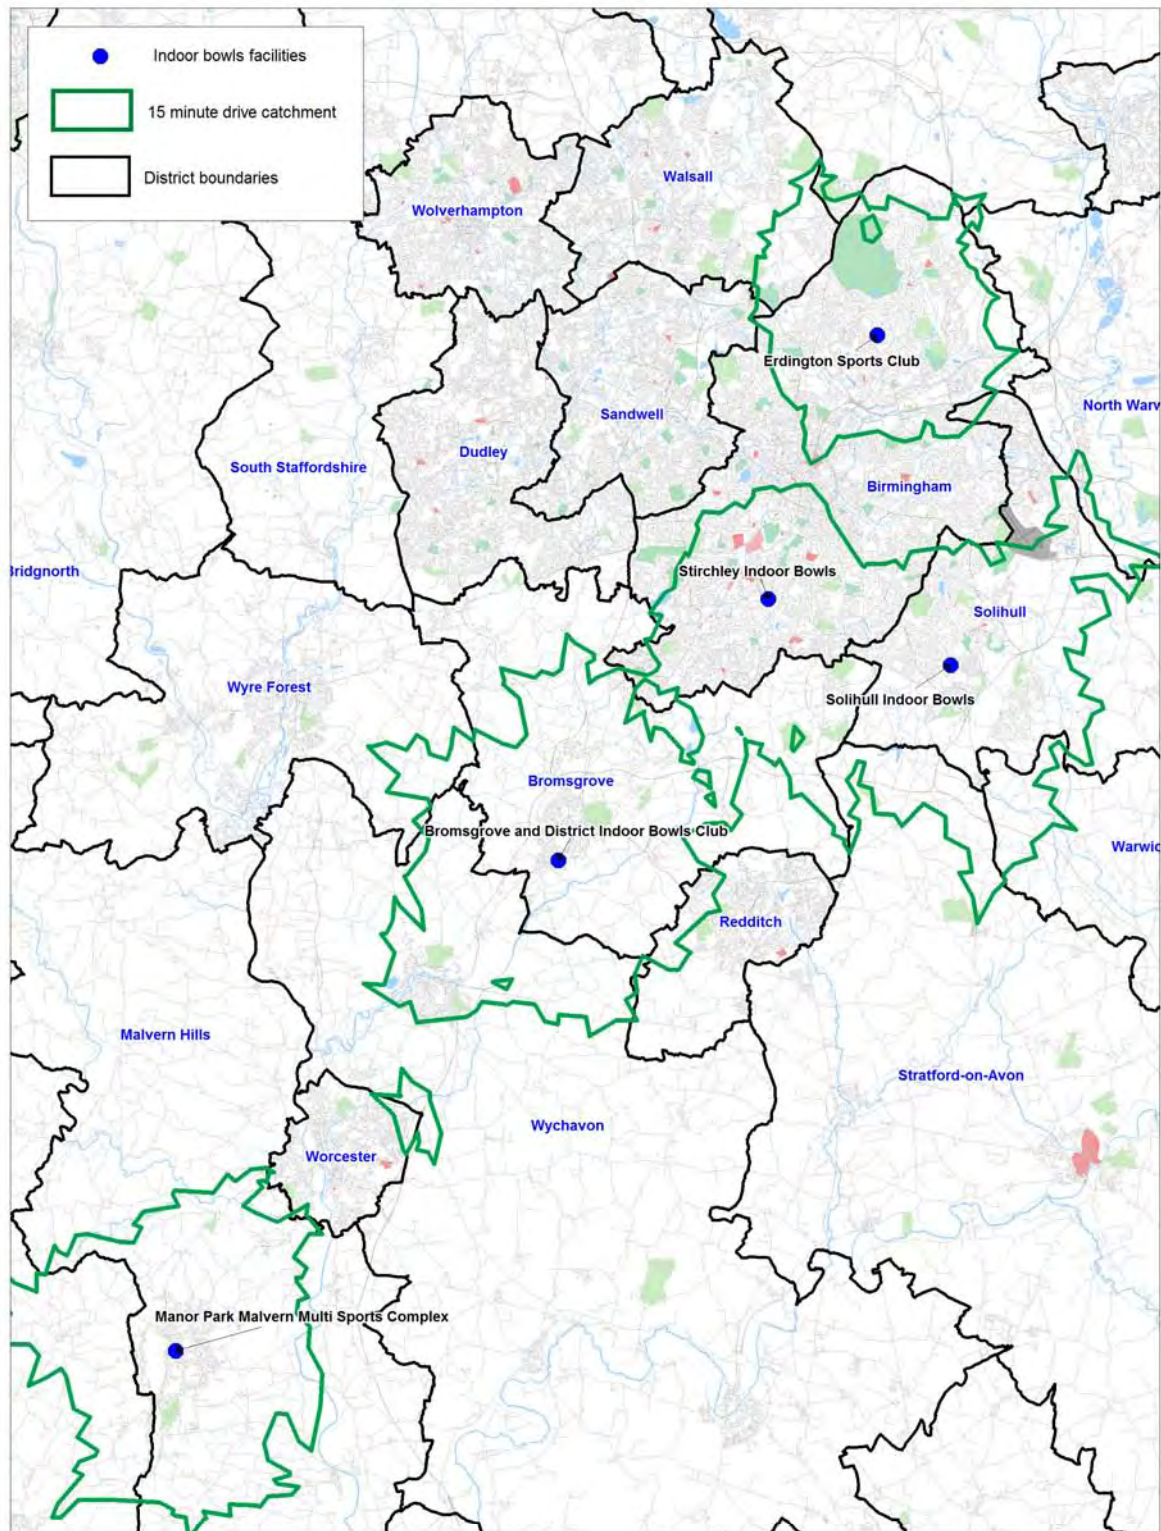 Indoor bowls facilities
15 minute drive catchment
District boundaries
Walsall
Wolverhampton
Erdington Sports Club
North Warw
Sandwell
Dudley
South Staffordshire
Birmingham
Bridgnorth
Stirchley Indoor Bowls
Solihull
Wyre Forest
Solihull Indoor Bowls
Bromsgrove
Bromsgrove and District Indoor Bowls Club
Warwic
Redditch
Malvern Hills
Stratford-on-Avon
Wychavon
Worcester
Manor Park Malvern Multi Sports Complex